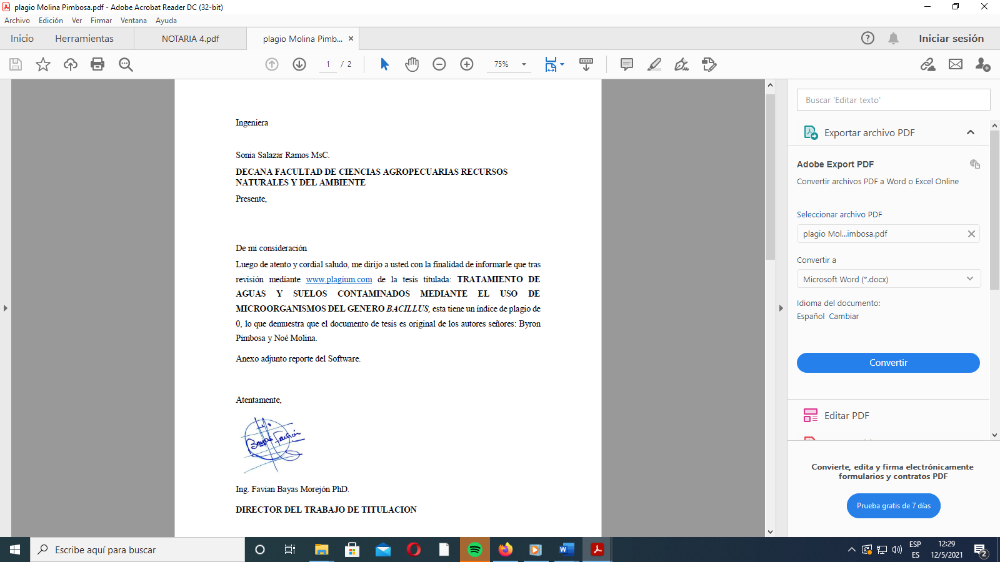 plagio Molina Pimbosa.pdf - Adobe Acrobat Reader DC (32-bit)
Archivo Edición Ver Firmar Ventana Ayuda
Inicio Herramientas NOTARIA 4.pdf plagio Molina Pimb... Iniciar sesión
1 / 2 75%
Ingeniera
Sonia Salazar Ramos MsC.
DECANA FACULTAD DE CIENCIAS AGROPECUARIAS RECURSOS
NATURALES Y DEL AMBIENTE
Presente,
De mi consideración
Luego de atento y cordial saludo, me dirijo a usted con la finalidad de informarle que tras
revisión mediante www.plagium.com de la tesis titulada: TRATAMIENTO DE
AGUAS Y SUELOS CONTAMINADOS MEDIANTE EL USO DE
MICROORGANISMOS DEL GENERO BACILLUS, esta tiene un índice de plagio de
0, lo que demuestra que el documento de tesis es original de los autores señores: Byron
Pimbosa y Noé Molina.
Anexo adjunto reporte del Software.
Atentamente,
Bayas Favián
Ing. Favian Bayas Morejón PhD.
DIRECTOR DEL TRABAJO DE TITULACION
Buscar 'Editar texto'
Exportar archivo PDF
Adobe Export PDF
Convertir archivos PDF a Word o Excel Online
Seleccionar archivo PDF
plagio Mol...imbosa.pdf
Convertir a
Microsoft Word (*.docx)
Idioma del documento:
Español Cambiar
Convertir
Editar PDF
Convierte, edita y firma electrónicamente
formularios y contratos PDF
Prueba gratis de 7 días
Escribe aquí para buscar
ESP
ES
12:29
12/5/2021
2